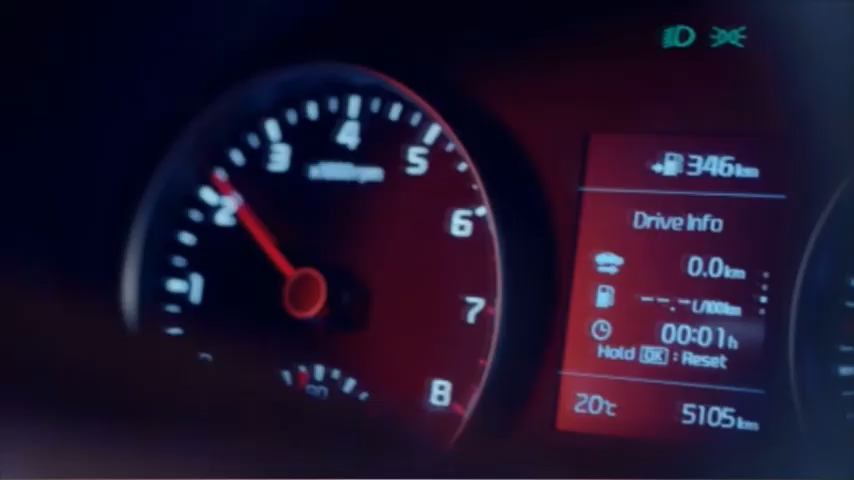 4
3
5
x1000rpm
2
6
1
7
8
346km
Drive Info
0.0km
--.-L/100km
00:01h
Hold OK : Reset
20℃ 5105km